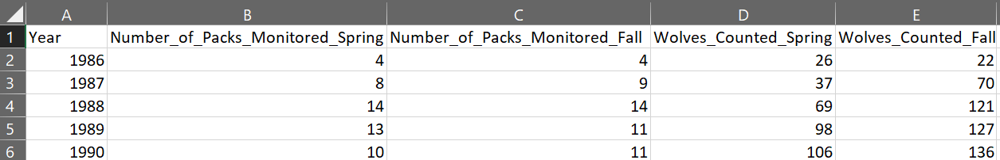 A B C D E
1 Year Number_of_Packs_Monitored_Spring Number_of_Packs_Monitored_Fall Wolves_Counted_Spring Wolves_Counted_Fall
2 1986 4 4 26 22
3 1987 8 9 37 70
4 1988 14 14 69 121
5 1989 13 11 98 127
6 1990 10 11 106 136